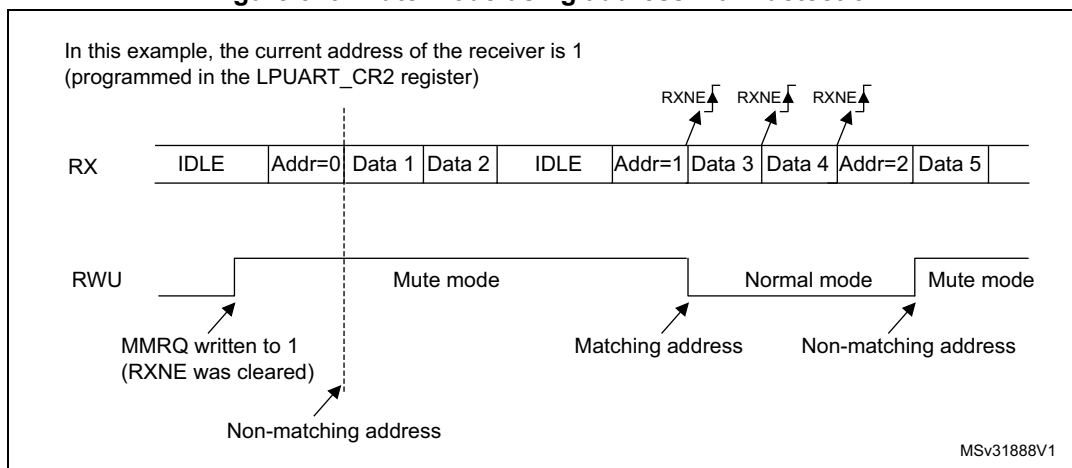 In this example, the current address of the receiver is 1
(programmed in the LPUART_CR2 register)
RXNE RXNE RXNE
RX IDLE Addr=0 Data 1 Data 2 IDLE Addr=1 Data 3 Data 4 Addr=2 Data 5
RWU Mute mode Normal mode Mute mode
MMRQ written to 1 Matching address Non-matching address
(RXNE was cleared)
Non-matching address
MSv31888V1